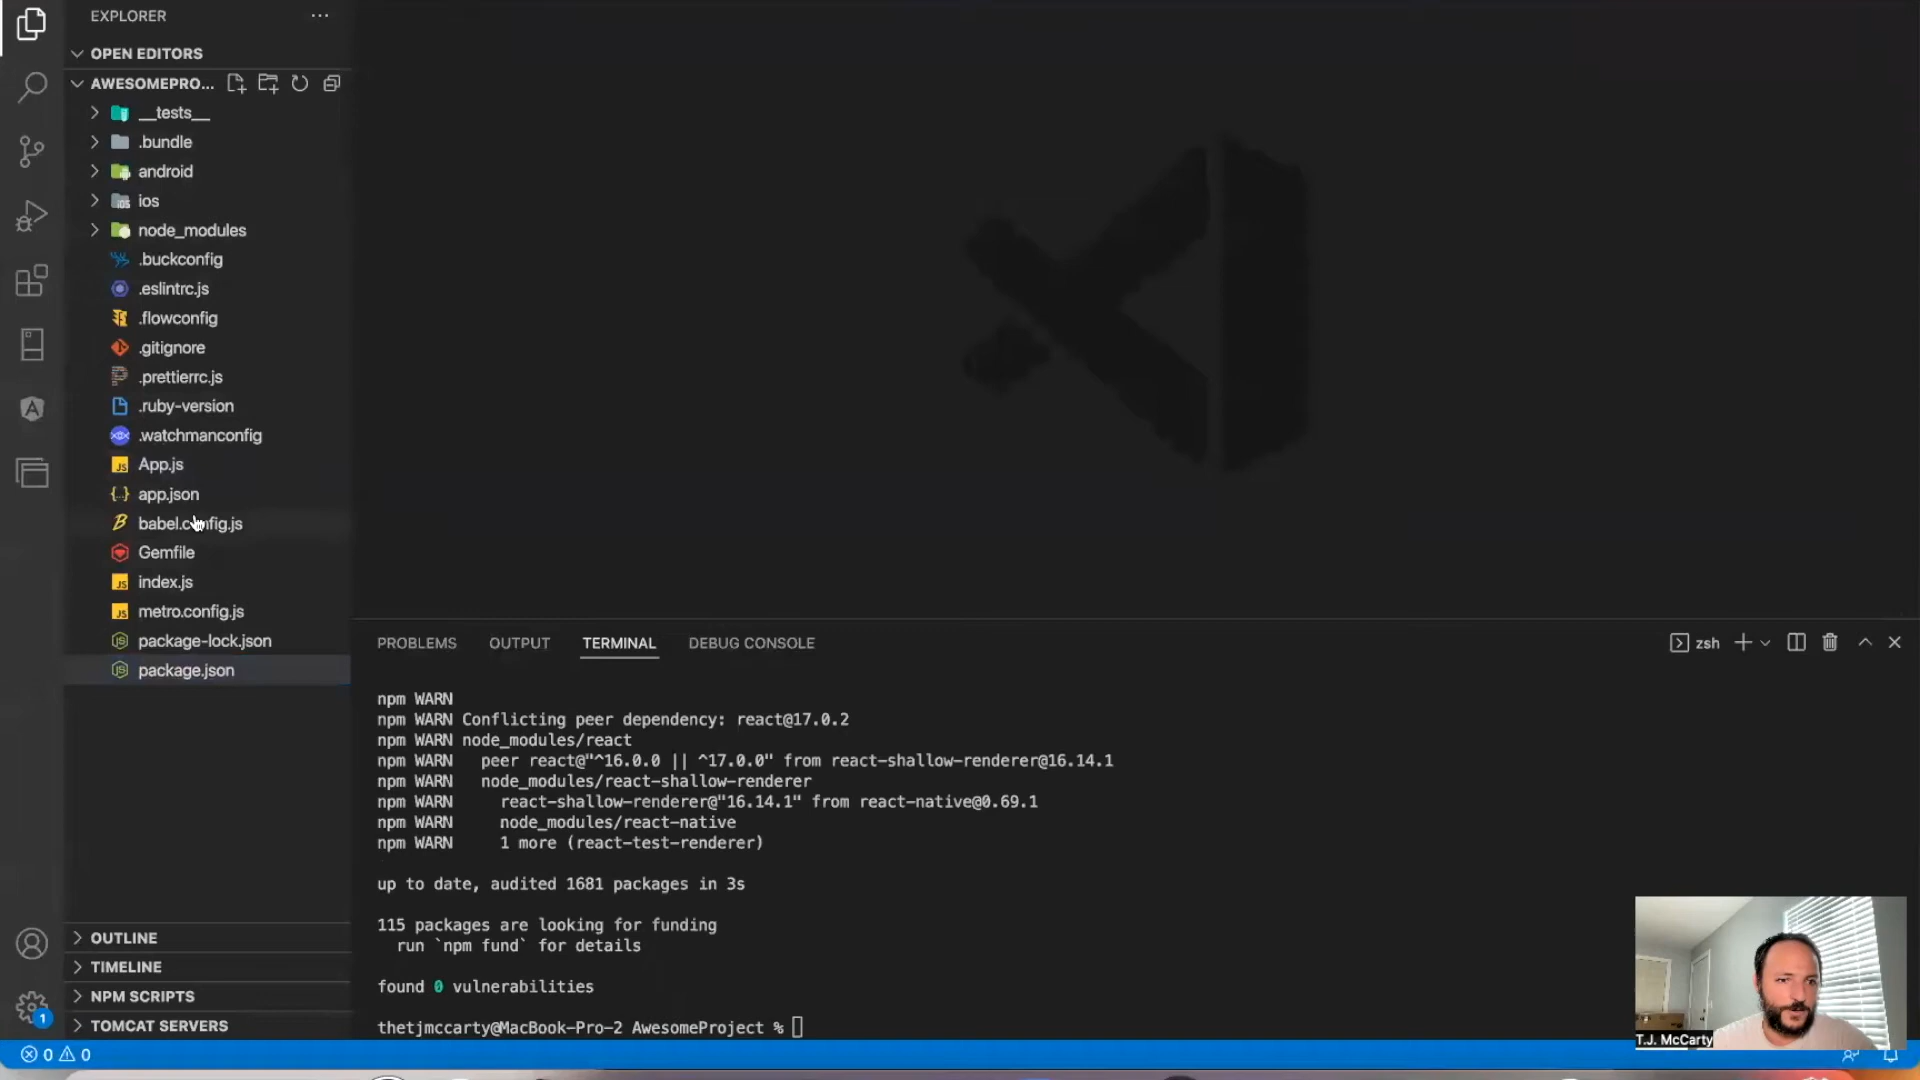 EXPLORER
OPEN EDITORS
AWESOMEPRO...
__tests__
.bundle
android
ios
node_modules
.buckconfig
.eslintrc.js
.flowconfig
.gitignore
.prettierrc.js
.ruby-version
.watchmanconfig
App.js
app.json
babel.config.js
Gemfile
index.js
metro.config.js
package-lock.json
package.json
OUTLINE
TIMELINE
NPM SCRIPTS
TOMCAT SERVERS
1
0 0
PROBLEMS OUTPUT TERMINAL DEBUG CONSOLE
zsh
npm WARN
npm WARN Conflicting peer dependency: react@17.0.2
npm WARN node_modules/react
npm WARN peer react@"^16.0.0 || ^17.0.0" from react-shallow-renderer@16.14.1
npm WARN node_modules/react-shallow-renderer
npm WARN react-shallow-renderer@"16.14.1" from react-native@0.69.1
npm WARN node_modules/react-native
npm WARN 1 more (react-test-renderer)
up to date, audited 1681 packages in 3s
115 packages are looking for funding
run `npm fund` for details
found 0 vulnerabilities
thetjmccarty@MacBook-Pro-2 AwesomeProject %
T.J. McCarty